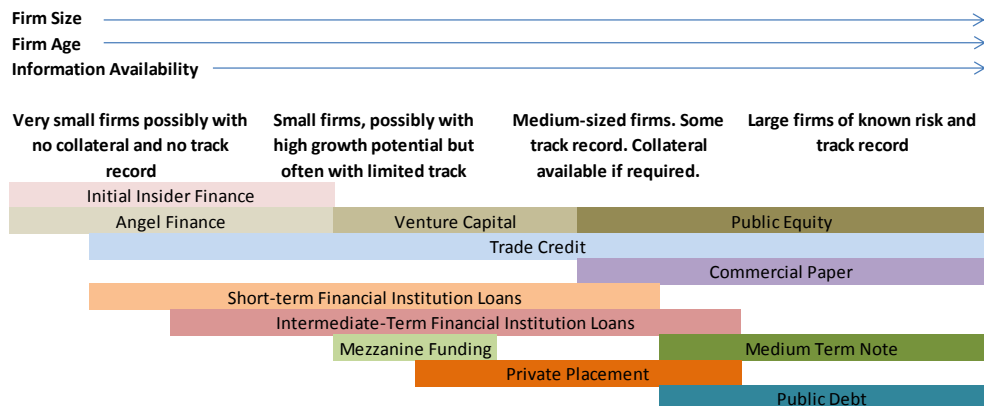 Firm Size
Firm Age
Information Availability
Very small firms possibly with
no collateral and no track
record
Small firms, possibly with
high growth potential but
often with limited track
Medium-sized firms. Some
track record. Collateral
available if required.
Large firms of known risk and
track record
Initial Insider Finance
Angel Finance
Venture Capital
Public Equity
Trade Credit
Commercial Paper
Short-term Financial Institution Loans
Intermediate-Term Financial Institution Loans
Mezzanine Funding
Medium Term Note
Private Placement
Public Debt